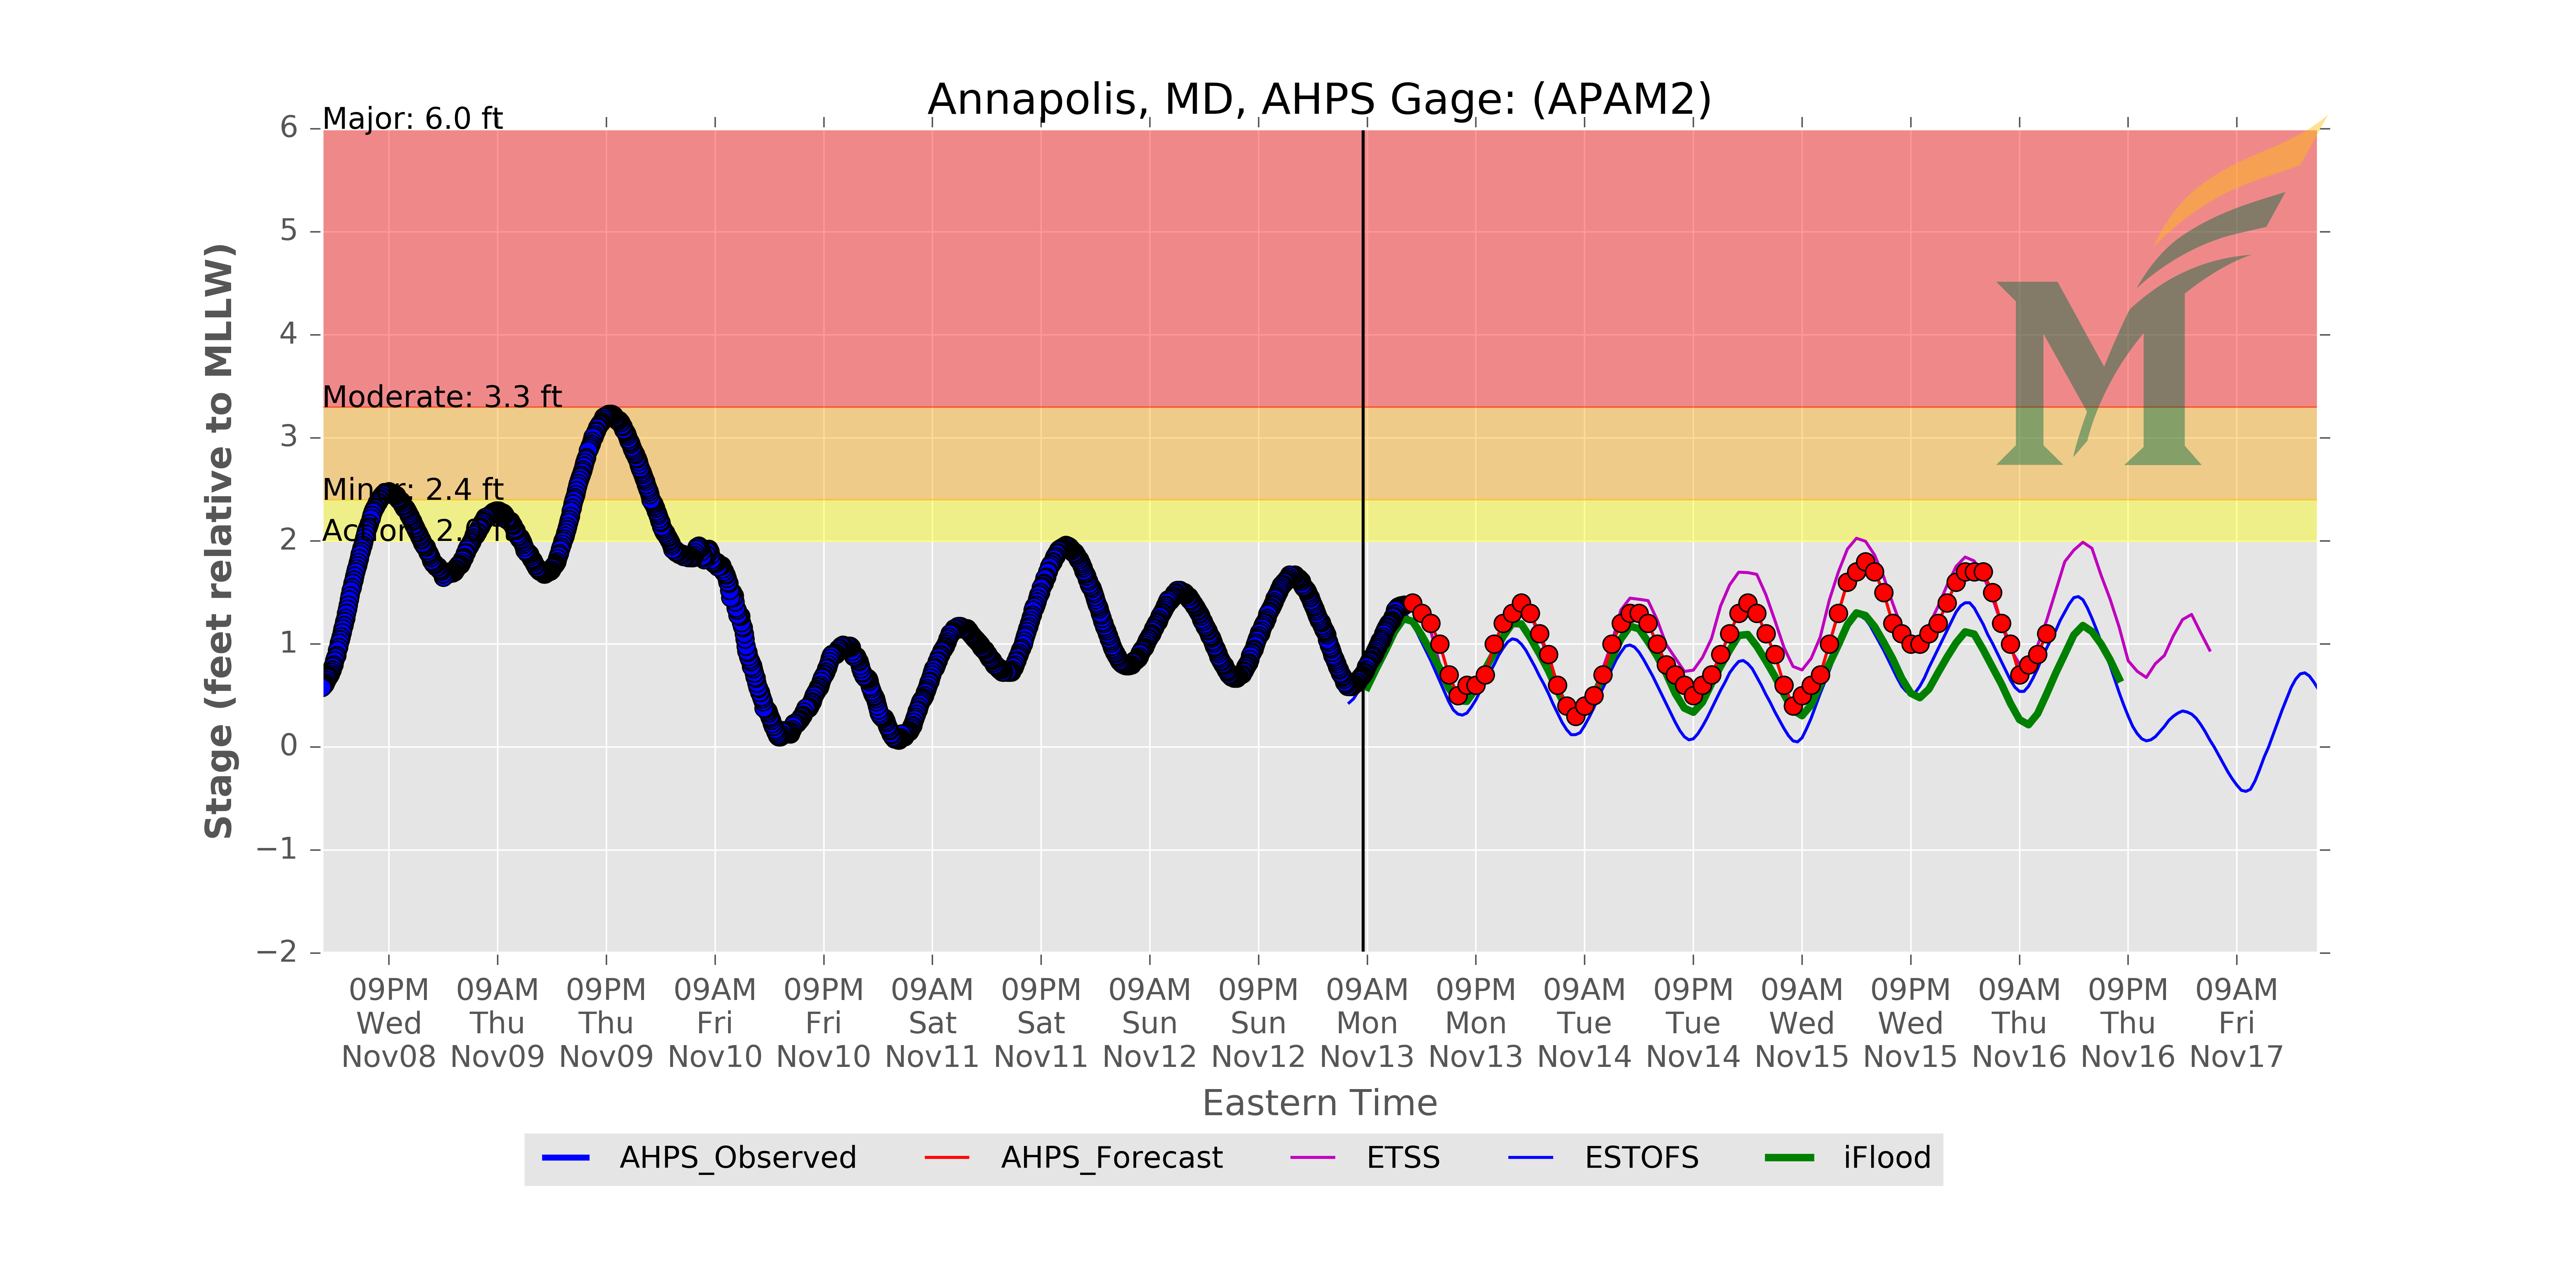 Annapolis, MD, AHPS Gage: (APAM2)
Major: 6.0 ft
Moderate: 3.3 ft
Minor: 2.4 ft
Action: 2.0 ft
6
5
4
3
2
1
0
−1
−2
Stage (feet relative to MLLW)
09PM 09AM 09PM 09AM 09PM 09AM 09PM 09AM 09PM 09AM 09PM 09AM 09PM 09AM 09PM 09AM 09PM 09AM
Wed Thu Thu Fri Fri Sat Sat Sun Sun Mon Mon Tue Tue Wed Wed Thu Thu Fri
Nov08 Nov09 Nov09 Nov10 Nov10 Nov11 Nov11 Nov12 Nov12 Nov13 Nov13 Nov14 Nov14 Nov15 Nov15 Nov16 Nov16 Nov17
Eastern Time
AHPS_Observed AHPS_Forecast ETSS ESTOFS iFlood